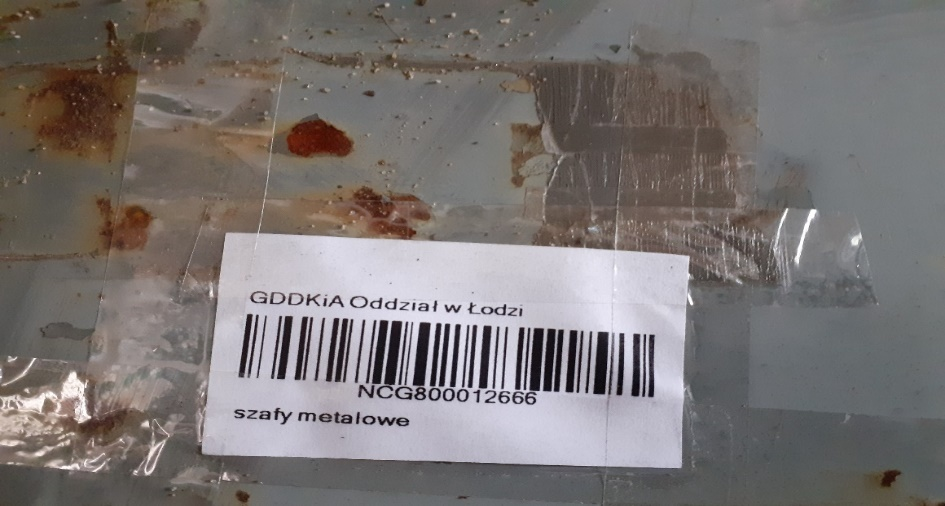 GDDKiA Oddział w Łodzi
NCG800012666
szafy metalowe